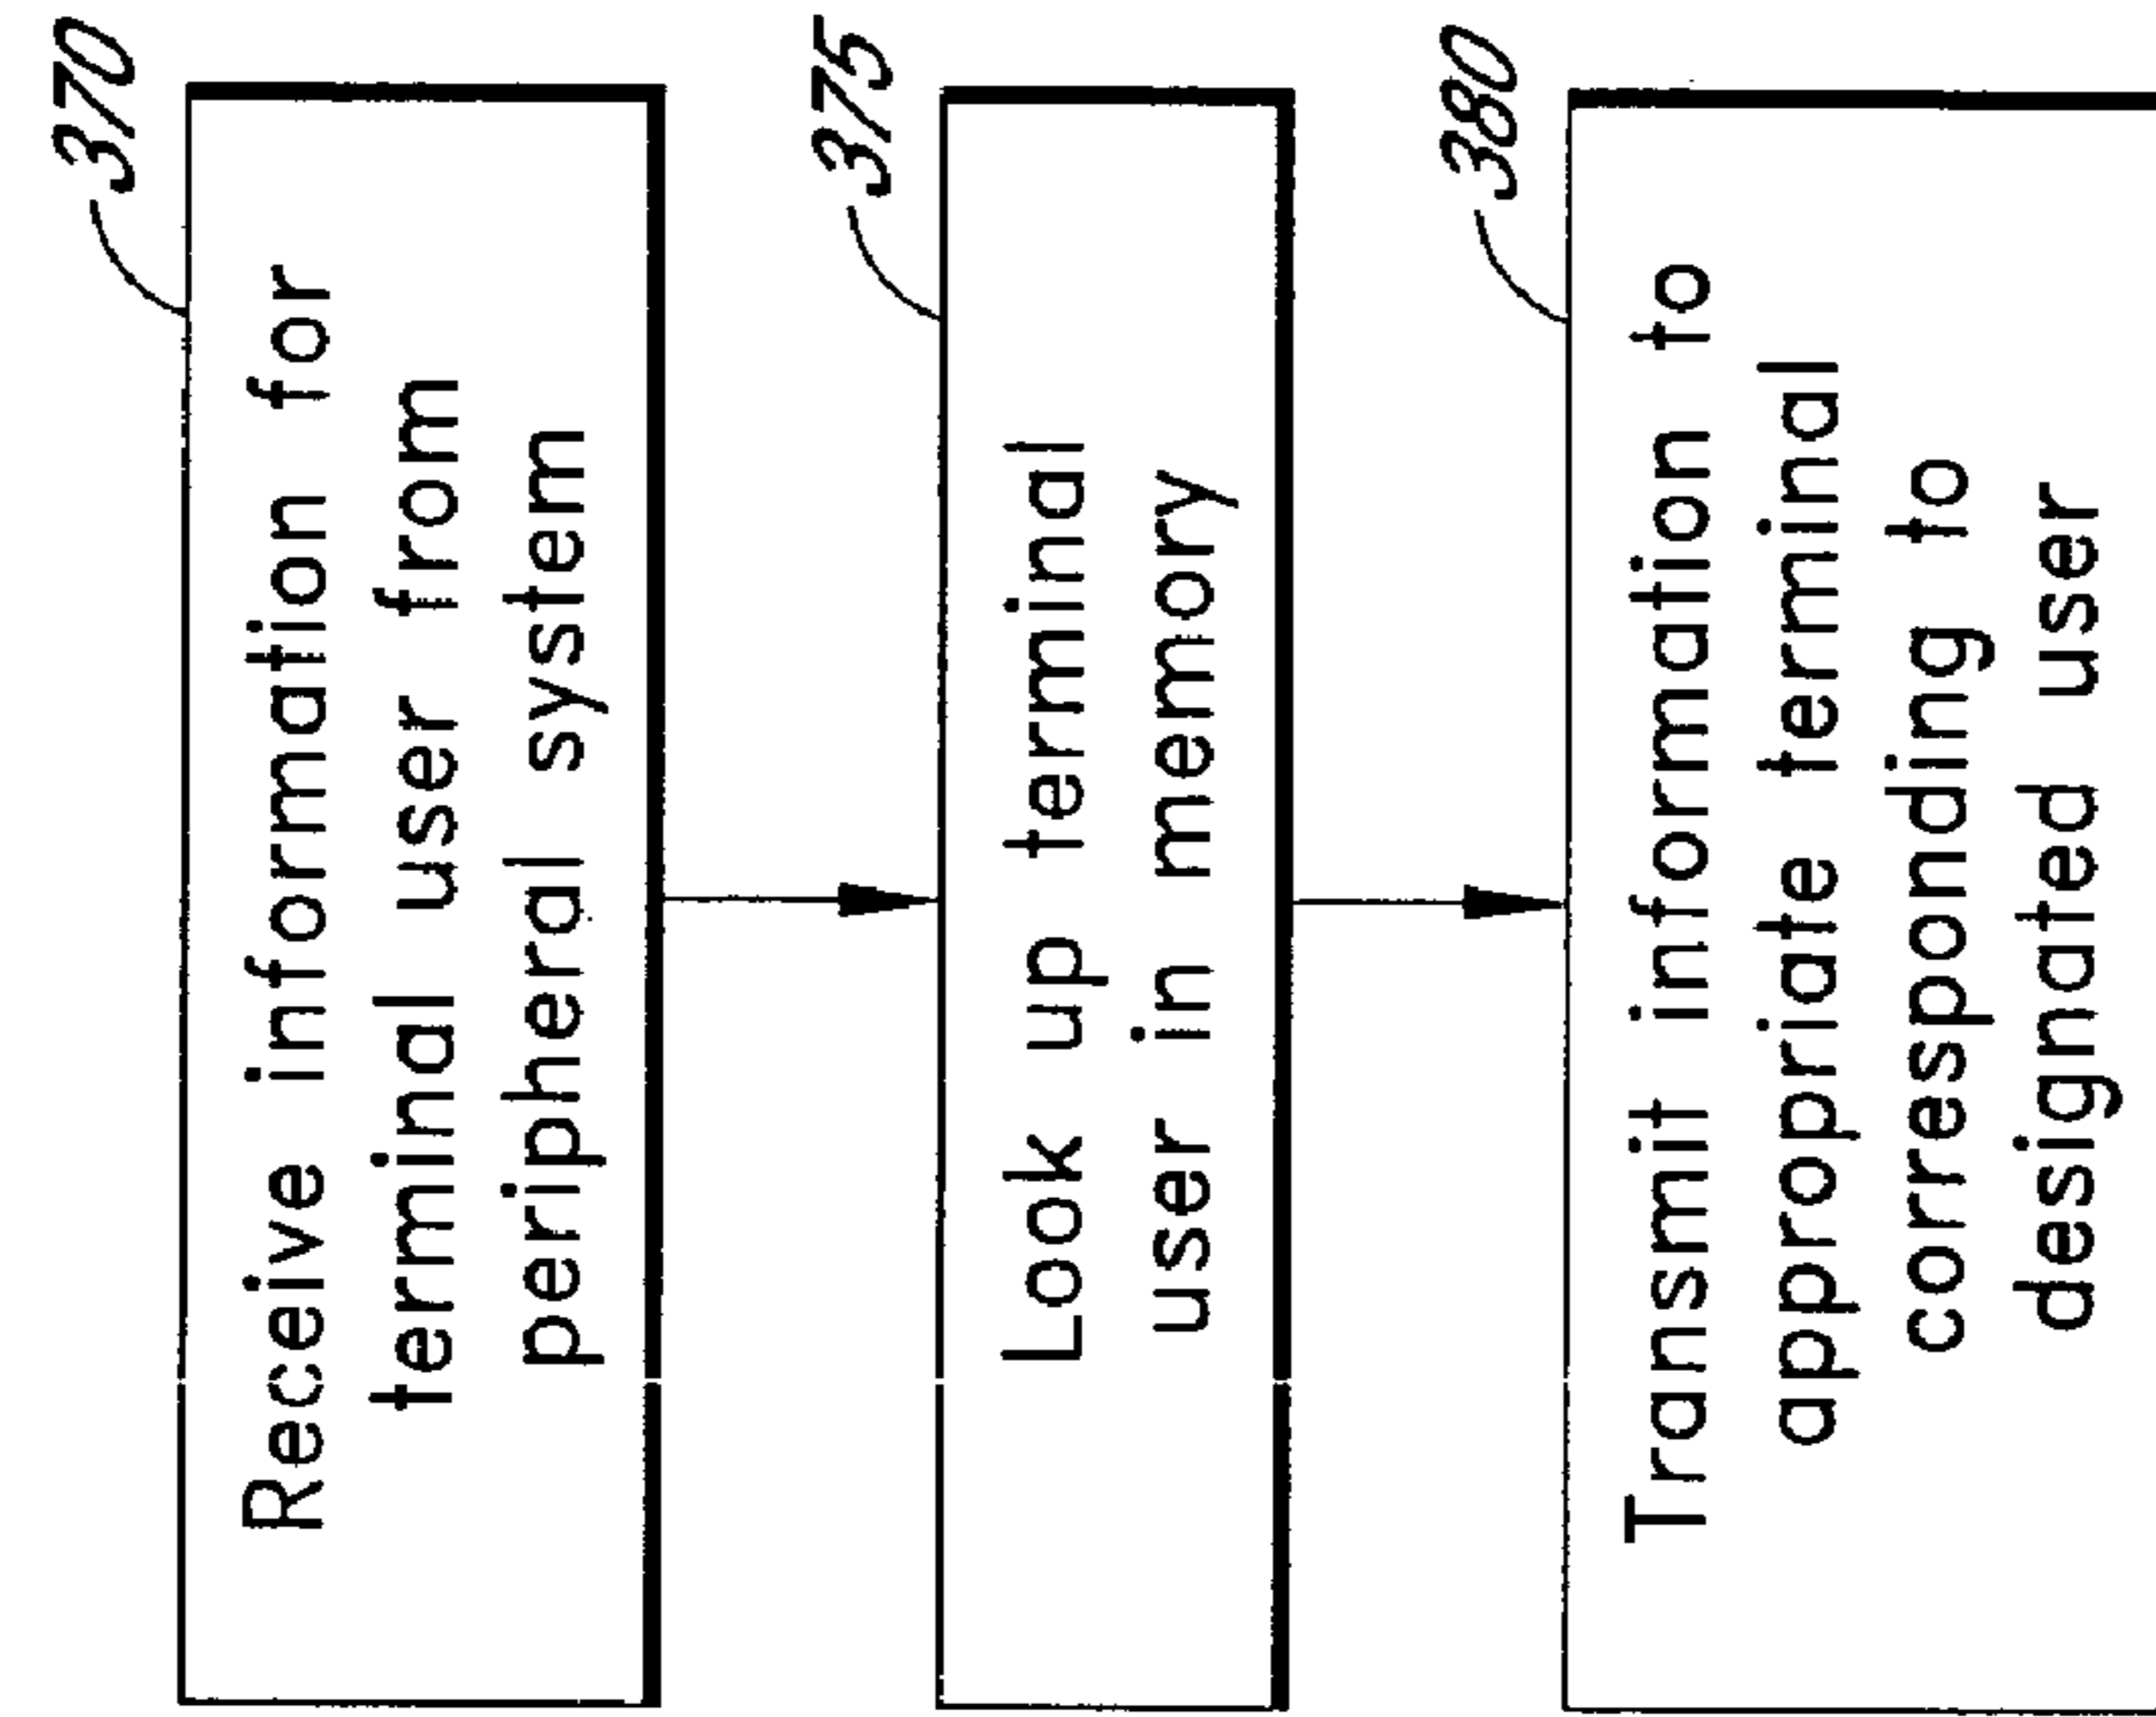 370
Receive information for
terminal user from
peripheral system
375
Look up terminal
user in memory
380
Transmit information to
appropriate terminal
corresponding to
designated user